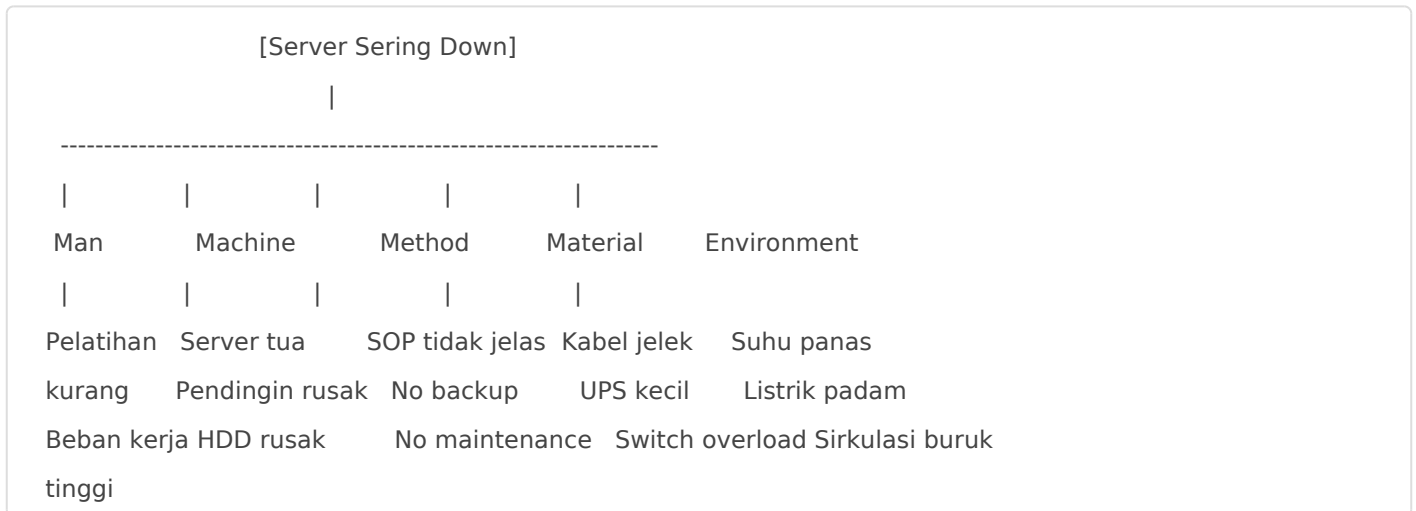 [Server Sering Down]
|
---------------------------------------------------------------------
| | | | |
Man Machine Method Material Environment
| | | | |
Pelatihan Server tua SOP tidak jelas Kabel jelek Suhu panas
kurang Pendingin rusak No backup UPS kecil Listrik padam
Beban kerja HDD rusak No maintenance Switch overload Sirkulasi buruk
tinggi